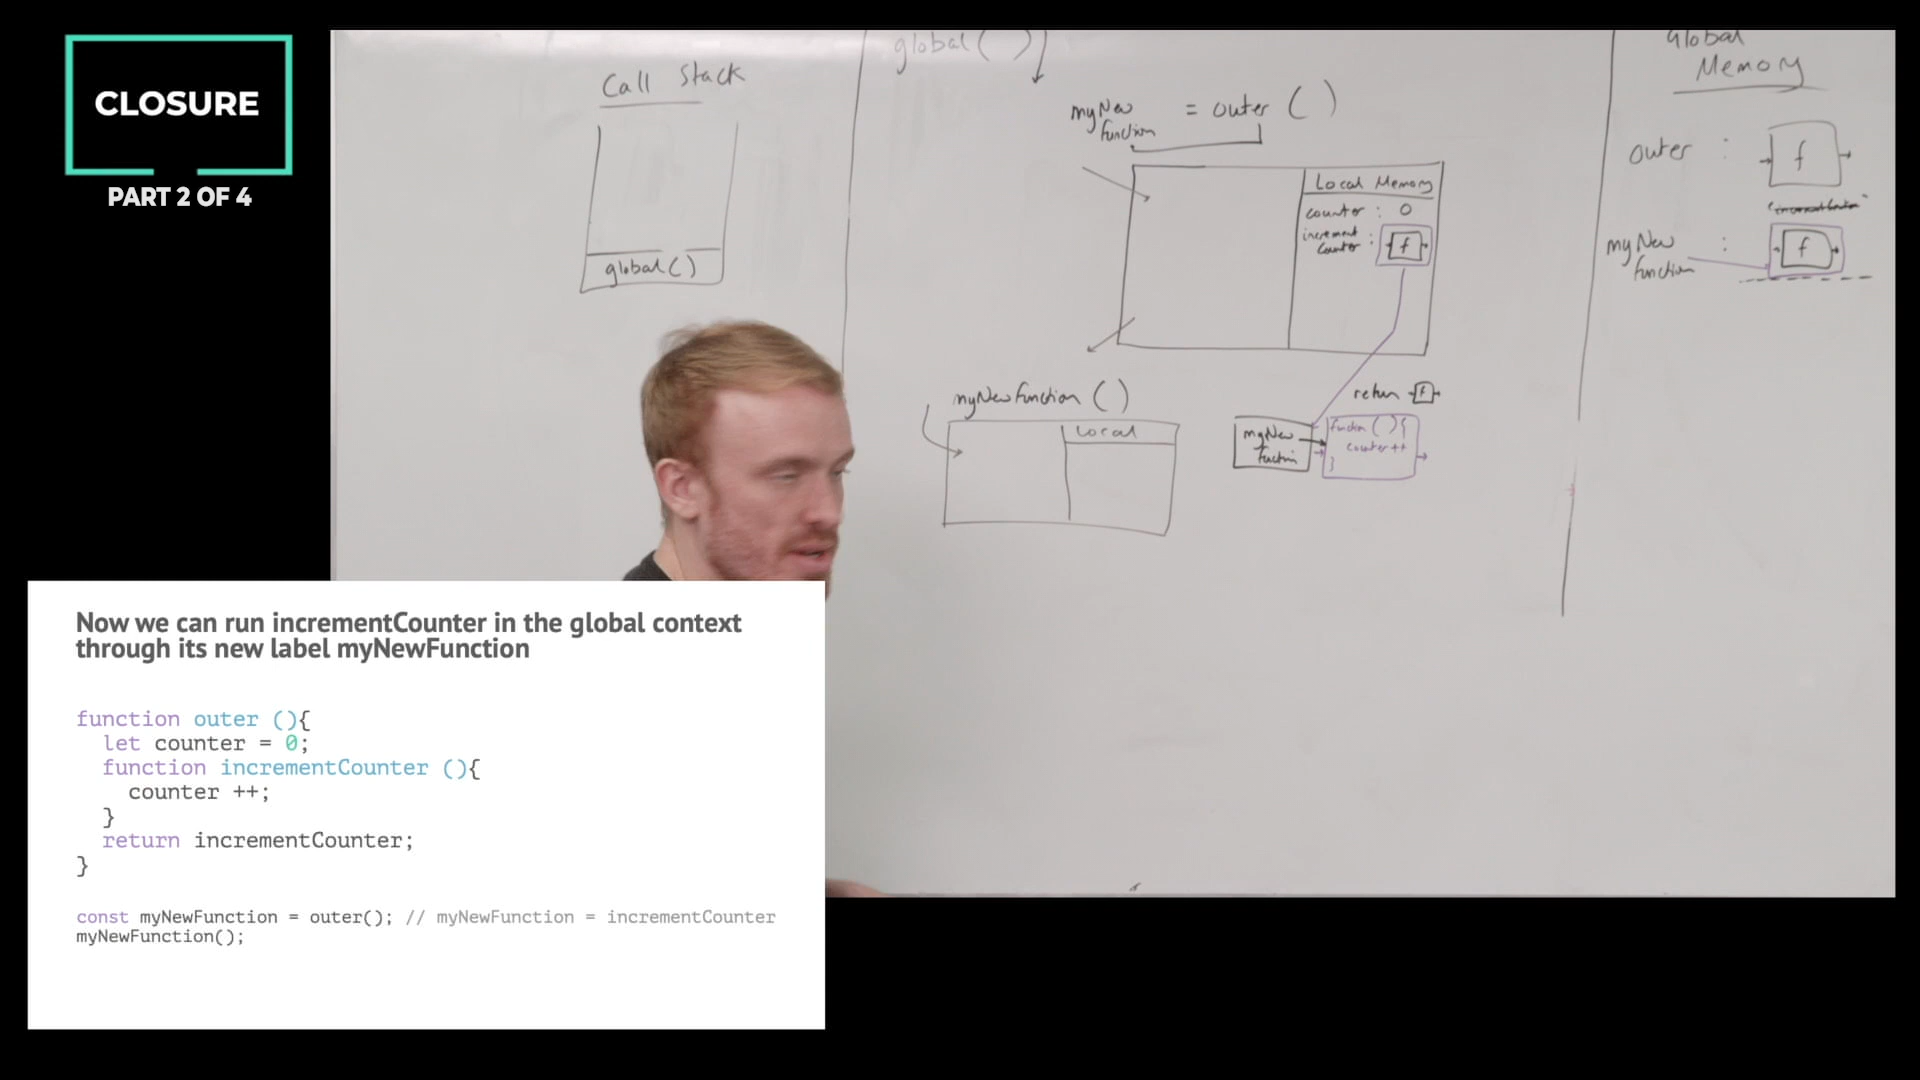 CLOSURE
PART 2 OF 4
Call Stack
global()
global()
myNew function = outer ()
Local Memory
counter : 0
increment Counter : f
return f
myNewFunction ()
Local
myNew Function
function () {
counter ++
}
Global
Memory
outer : f
myNew function : f
Now we can run incrementCounter in the global context
through its new label myNewFunction
function outer (){
let counter = 0;
function incrementCounter (){
counter ++;
}
return incrementCounter;
}
const myNewFunction = outer(); // myNewFunction = incrementCounter
myNewFunction();